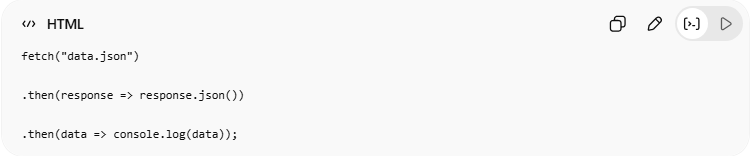 HTML
fetch("data.json")
.then(response => response.json())
.then(data => console.log(data));